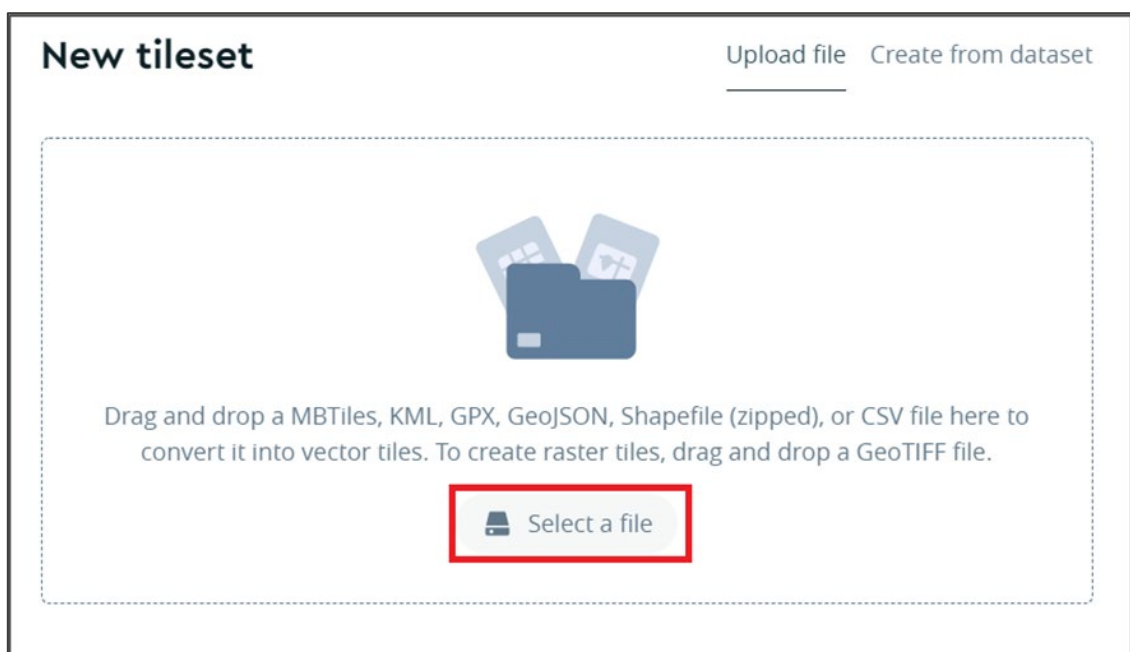 New tileset
Upload file
Create from dataset
Drag and drop a MBTiles, KML, GPX, GeoJSON, Shapefile (zipped), or CSV file here to
convert it into vector tiles. To create raster tiles, drag and drop a GeoTIFF file.
Select a file